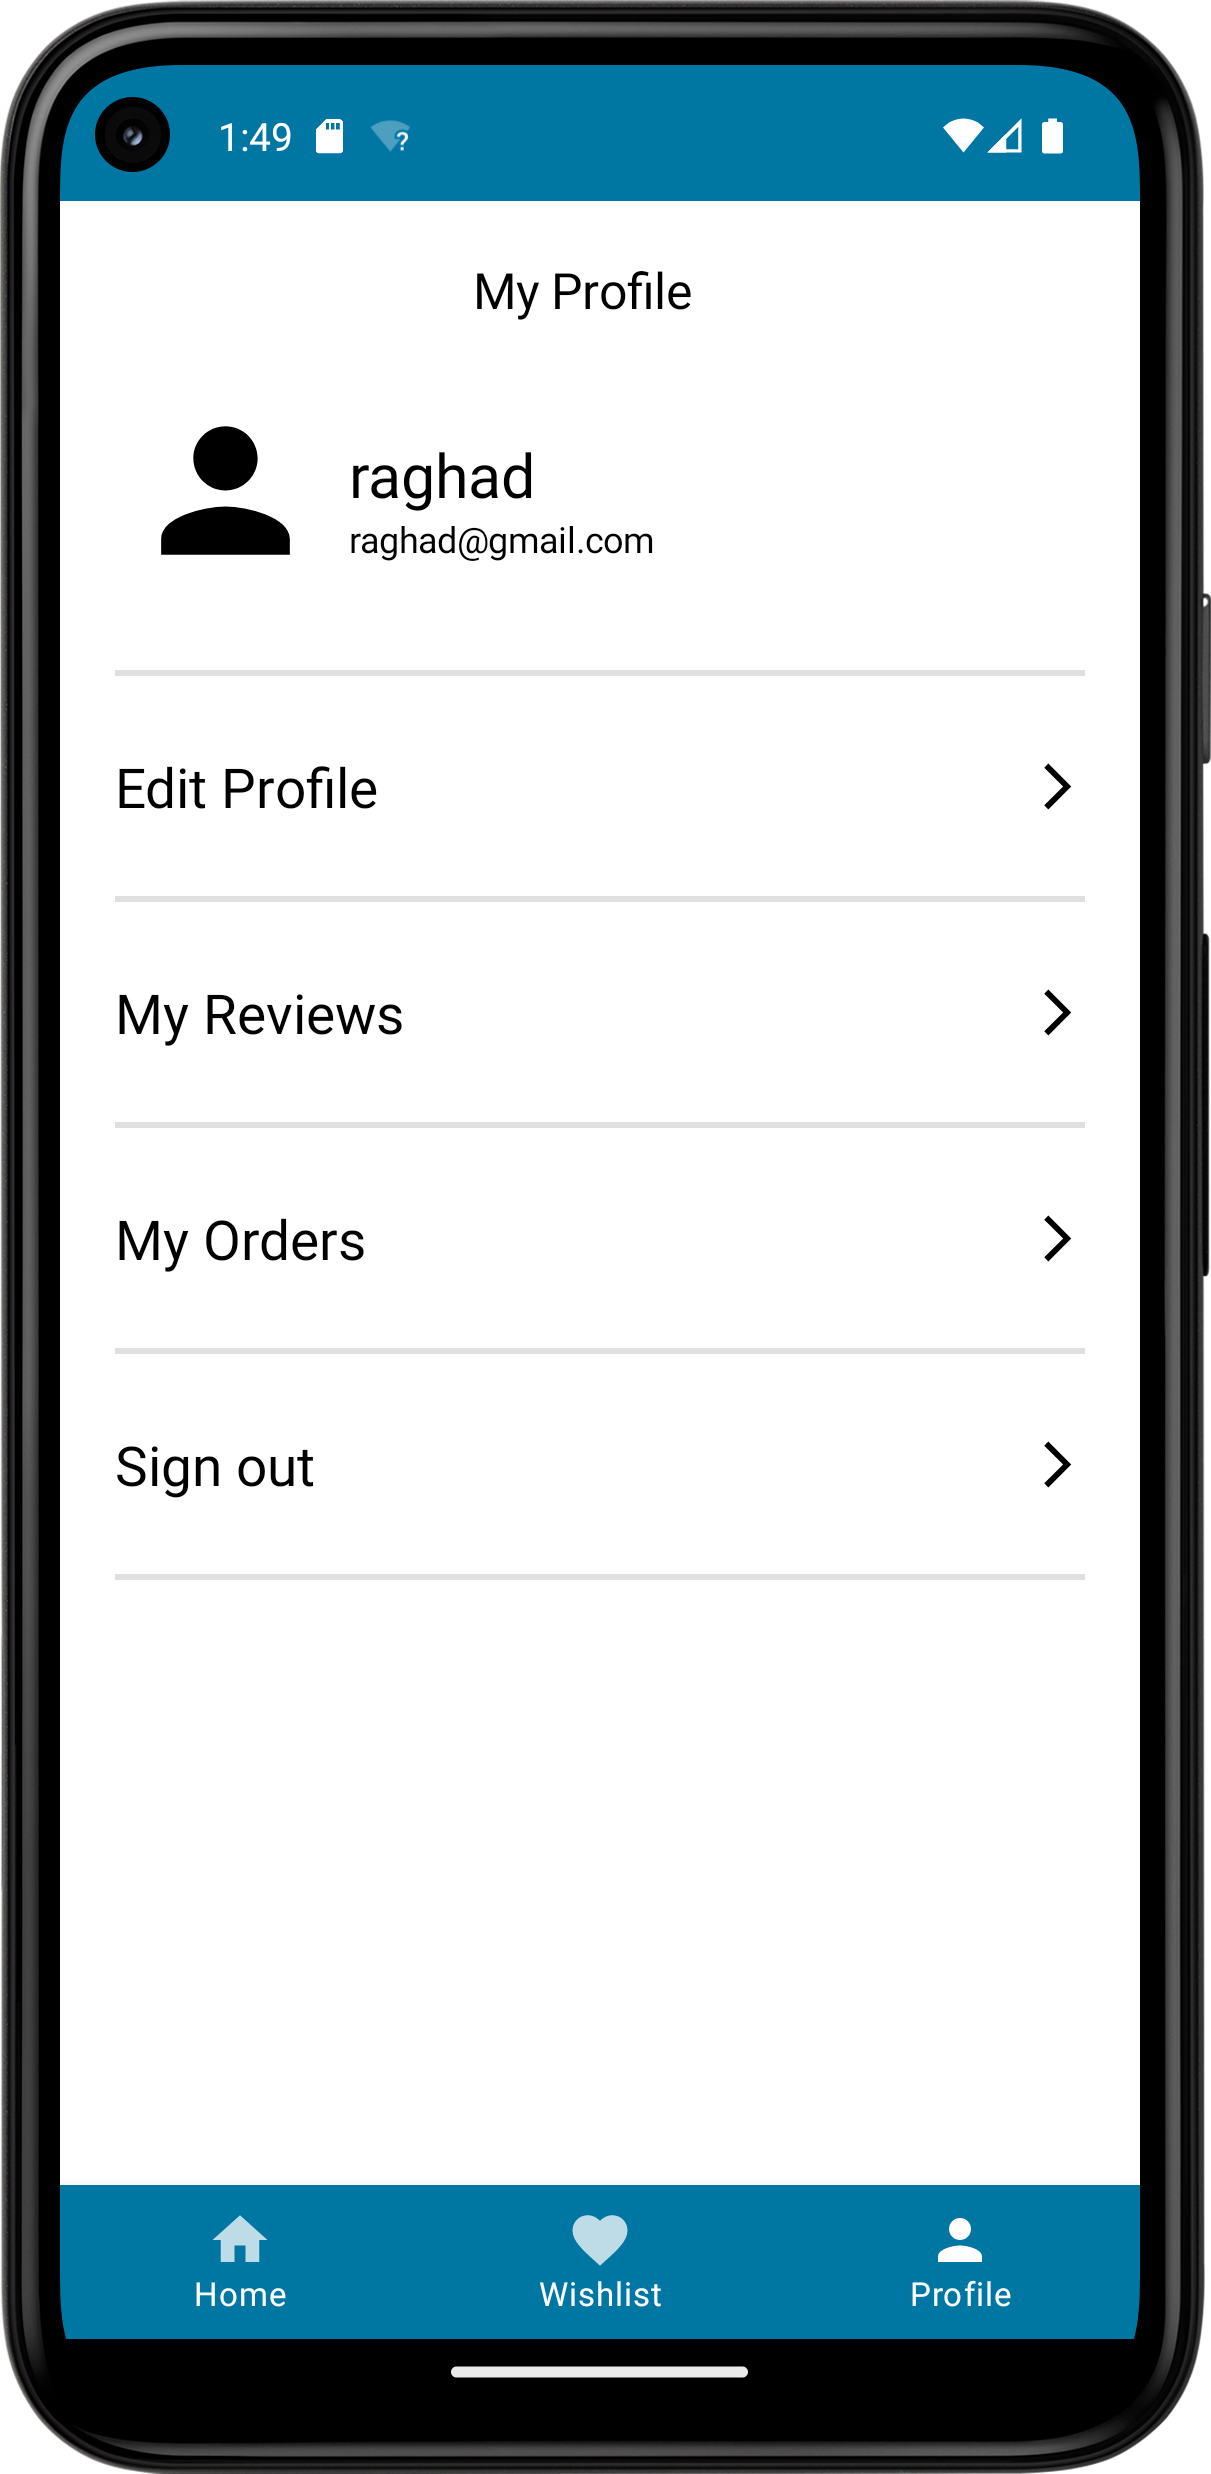 1:49
My Profile
raghad
raghad@gmail.com
Edit Profile
My Reviews
My Orders
Sign out
Home
Wishlist
Profile